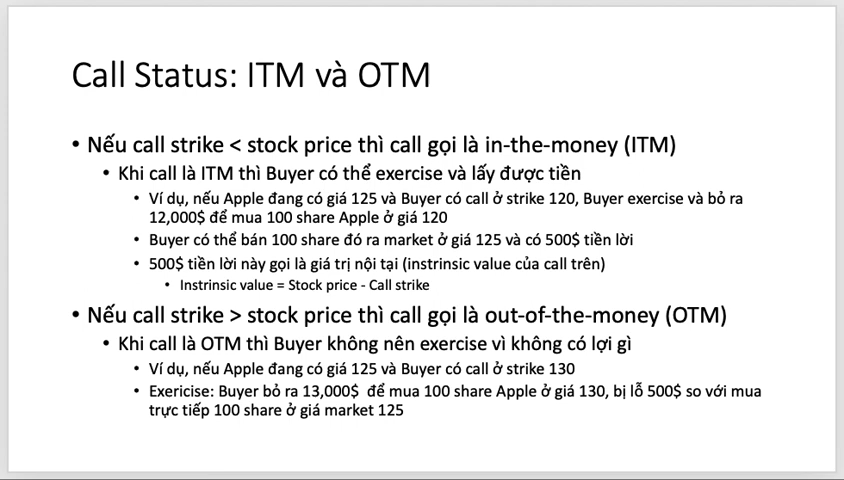 Call Status: ITM và OTM
• Nếu call strike < stock price thì call gọi là in-the-money (ITM)
• Khi call là ITM thì Buyer có thể exercise và lấy được tiền
• Ví dụ, nếu Apple đang có giá 125 và Buyer có call ở strike 120, Buyer exercise và bỏ ra
12,000$ để mua 100 share Apple ở giá 120
• Buyer có thể bán 100 share đó ra market ở giá 125 và có 500$ tiền lời
• 500$ tiền lời này gọi là giá trị nội tại (instrinsic value của call trên)
• Instrinsic value = Stock price - Call strike
• Nếu call strike > stock price thì call gọi là out-of-the-money (OTM)
• Khi call là OTM thì Buyer không nên exercise vì không có lợi gì
• Ví dụ, nếu Apple đang có giá 125 và Buyer có call ở strike 130
• Exericise: Buyer bỏ ra 13,000$ để mua 100 share Apple ở giá 130, bị lỗ 500$ so với mua
trực tiếp 100 share ở giá market 125